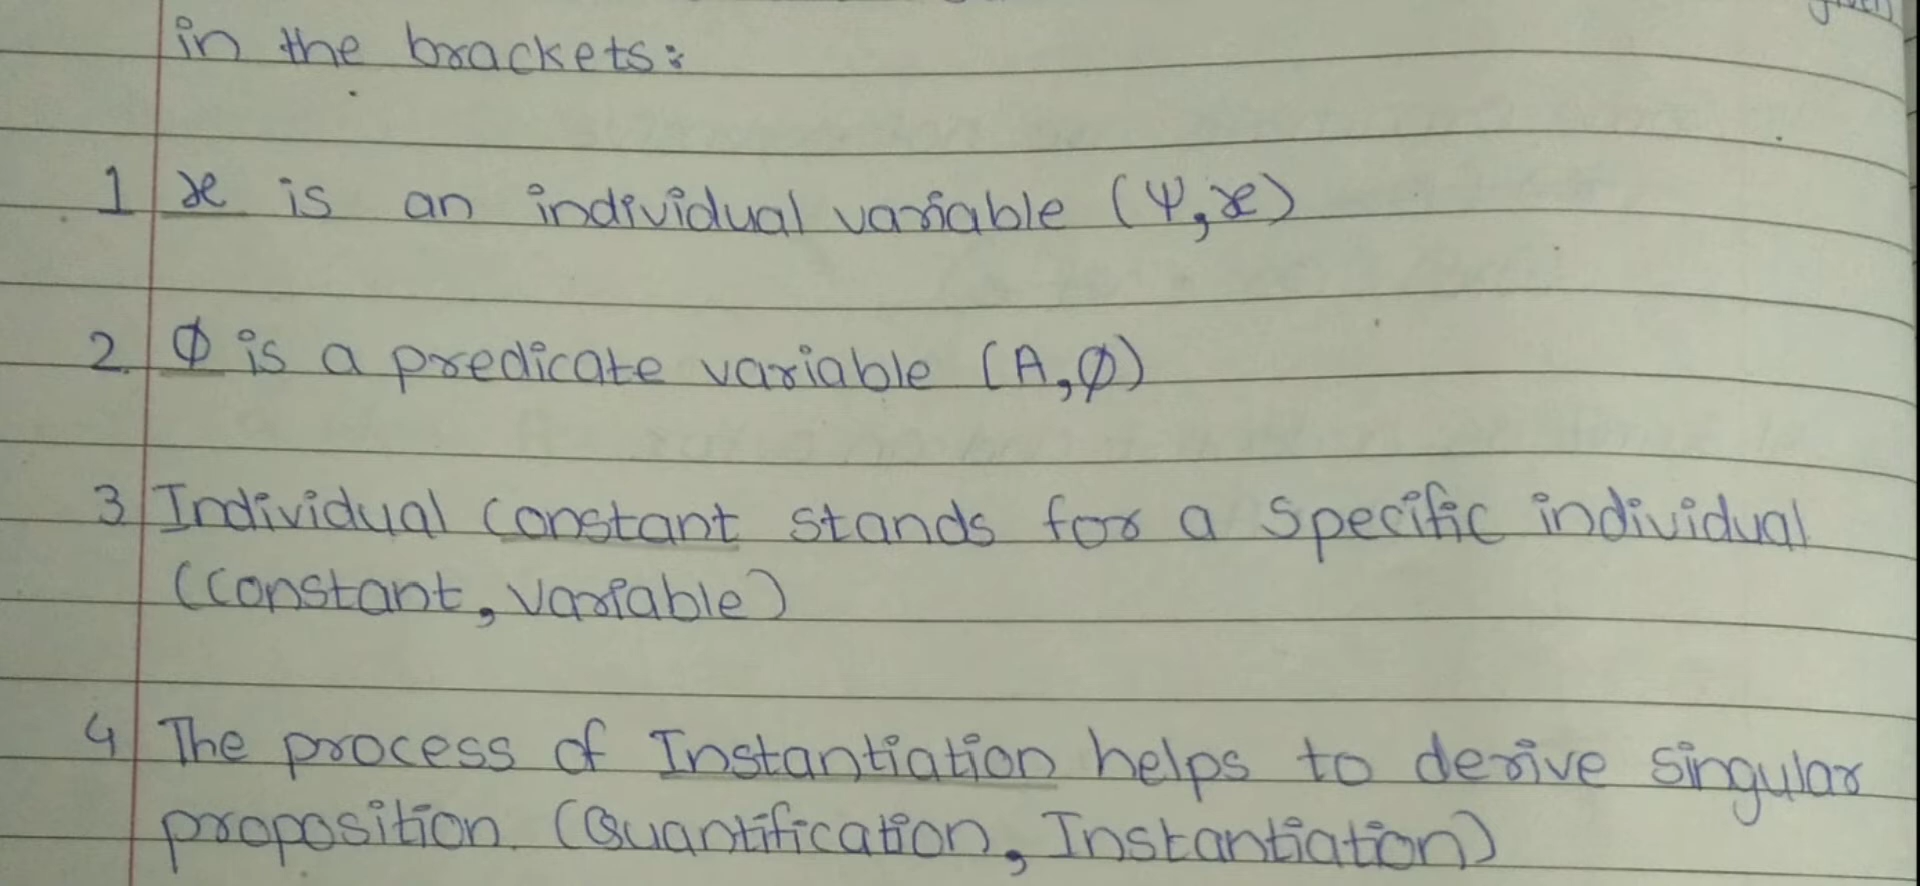 given
in the brackets:
1 x is an individual variable (Ψ, x)
2. Φ is a predicate variable (A, Φ)
3 Individual constant stands for a specific individual
(constant, variable)
4 The process of Instantiation helps to derive singular
proposition. (Quantification, Instantiation)